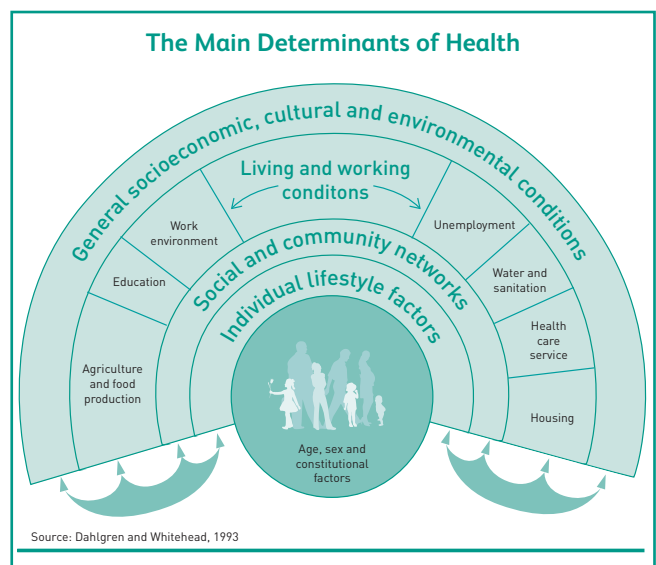 The Main Determinants of Health
General socioeconomic, cultural and environmental conditions
Living and working
conditons
Work
environment
Unemployment
Education
Water and
sanitation
Social and community networks
Individual lifestyle factors
Agriculture
and food
production
Health
care
service
Housing
Age, sex and
constitutional
factors
Source: Dahlgren and Whitehead, 1993